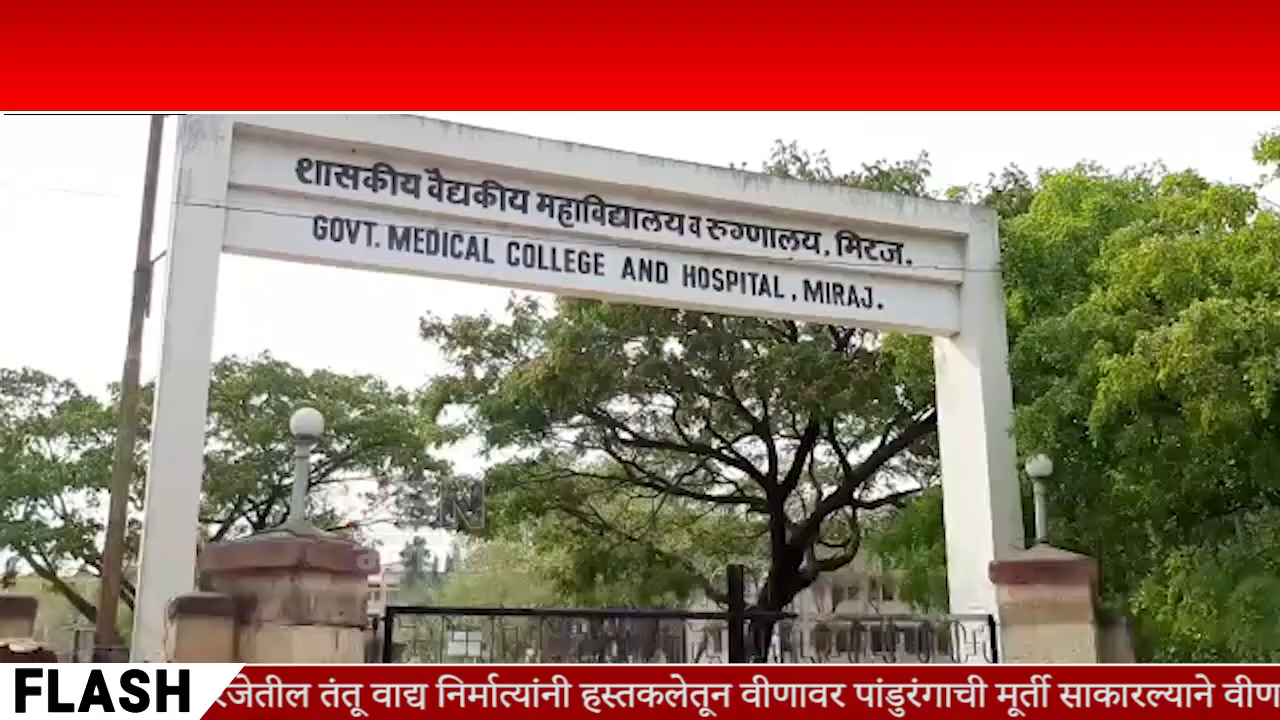 शासकीय वैद्यकीय महाविद्यालय व रुग्णालय, मिरज.
GOVT. MEDICAL COLLEGE AND HOSPITAL, MIRAJ.
FLASH
तंतू वाद्य निर्मात्यांनी हस्तकलेतून वीणावर पांडुरंगाची मूर्ती साकारल्याने